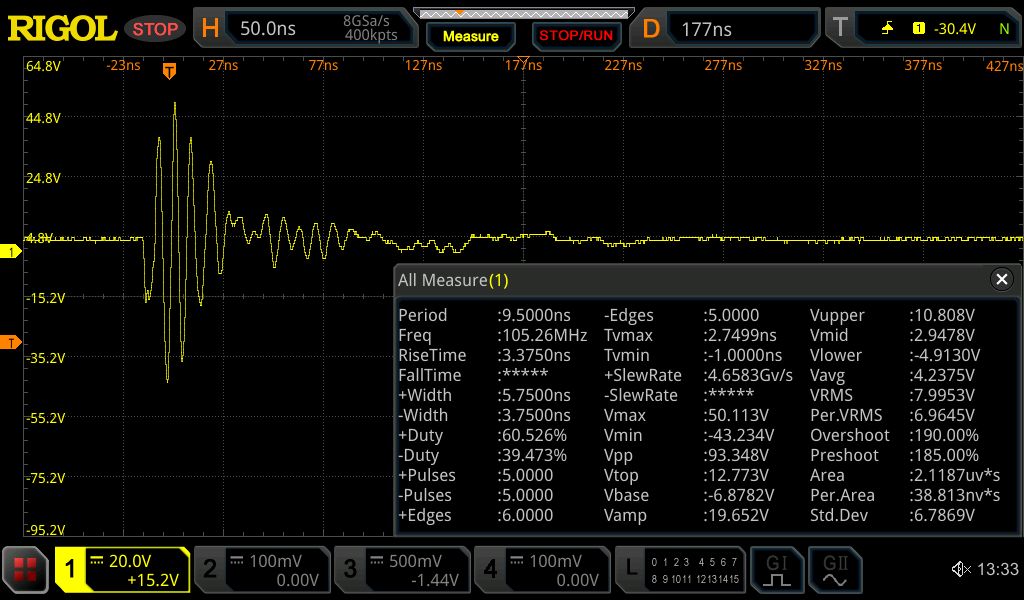 RIGOL STOP H 50.0ns 8GSa/s 400kpts Measure STOP/RUN D 177ns T 1 -30.4V N
64.8V -23ns T 27ns 77ns 127ns 177ns 227ns 277ns 327ns 377ns 427ns
44.8V
24.8V
4.8V
1
-15.2V
T
-35.2V
-55.2V
-75.2V
-95.2V
All Measure(1)
Period :9.5000ns -Edges :5.0000 Vupper :10.808V
Freq :105.26MHz Tvmax :2.7499ns Vmid :2.9478V
RiseTime :3.3750ns Tvmin :-1.0000ns Vlower :-4.9130V
FallTime :***** +SlewRate :4.6583Gv/s Vavg :4.2375V
+Width :5.7500ns -SlewRate :***** VRMS :7.9953V
-Width :3.7500ns Vmax :50.113V Per.VRMS :6.9645V
+Duty :60.526% Vmin :-43.234V Overshoot :190.00%
-Duty :39.473% Vpp :93.348V Preshoot :185.00%
+Pulses :5.0000 Vtop :12.773V Area :2.1187uv*s
-Pulses :5.0000 Vbase :-6.8782V Per.Area :38.813nv*s
+Edges :6.0000 Vamp :19.652V Std.Dev :6.7869V
1 20.0V +15.2V 2 100mV 0.00V 3 500mV -1.44V 4 100mV 0.00V L 0 1 2 3 4 5 6 7 8 9 10 11 12 13 14 15 GI GII 13:33